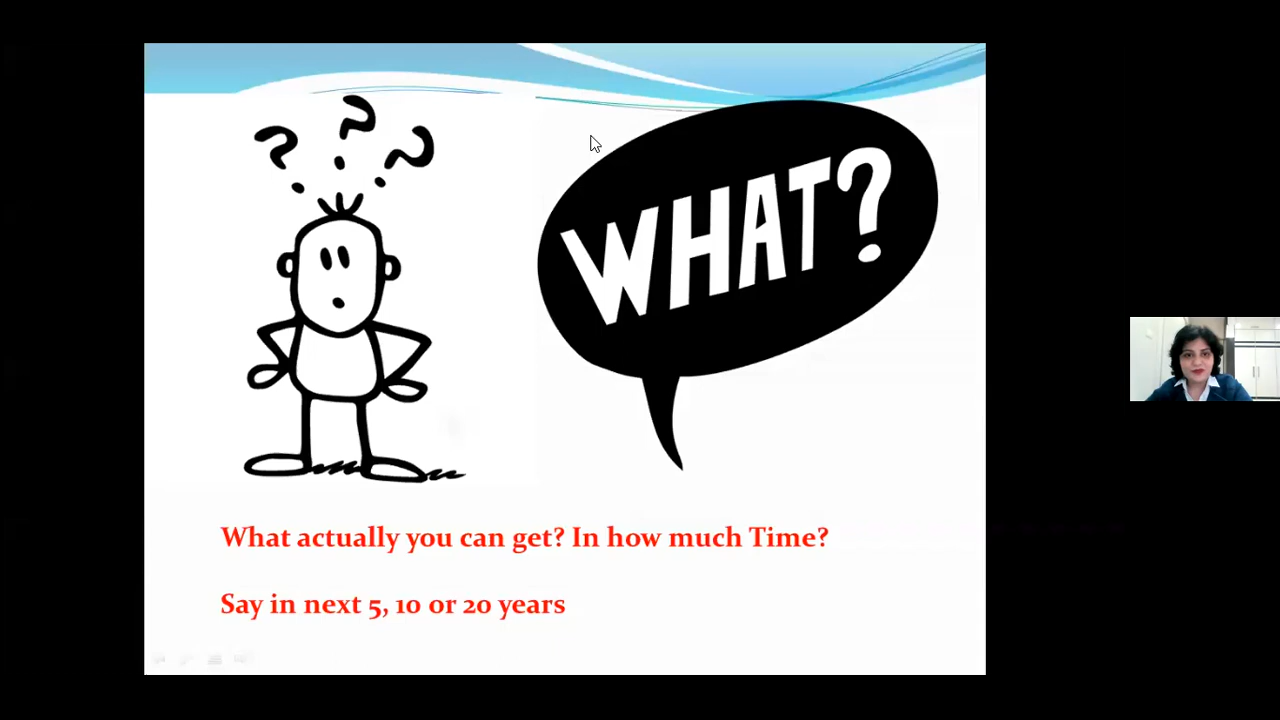 WHAT?
What actually you can get? In how much Time?
Say in next 5, 10 or 20 years